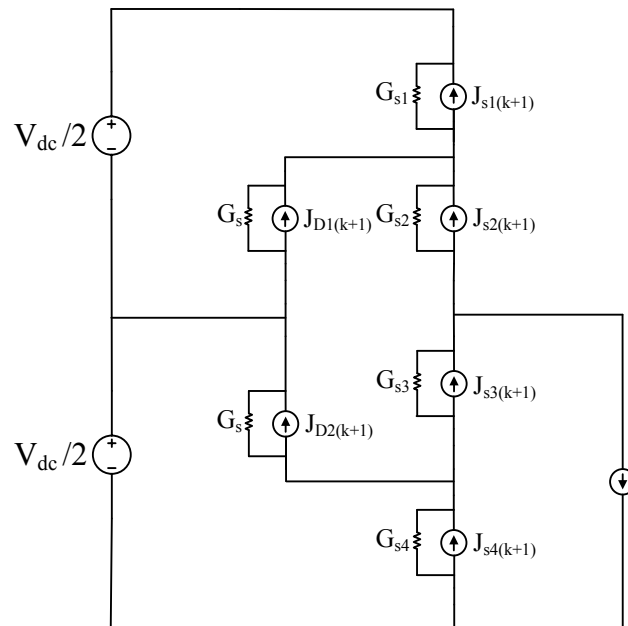 G_s1 J_s1(k+1)
V_dc/2
G_s J_D1(k+1) G_s2 J_s2(k+1)
G_s3 J_s3(k+1)
G_s J_D2(k+1)
V_dc/2
G_s4 J_s4(k+1)